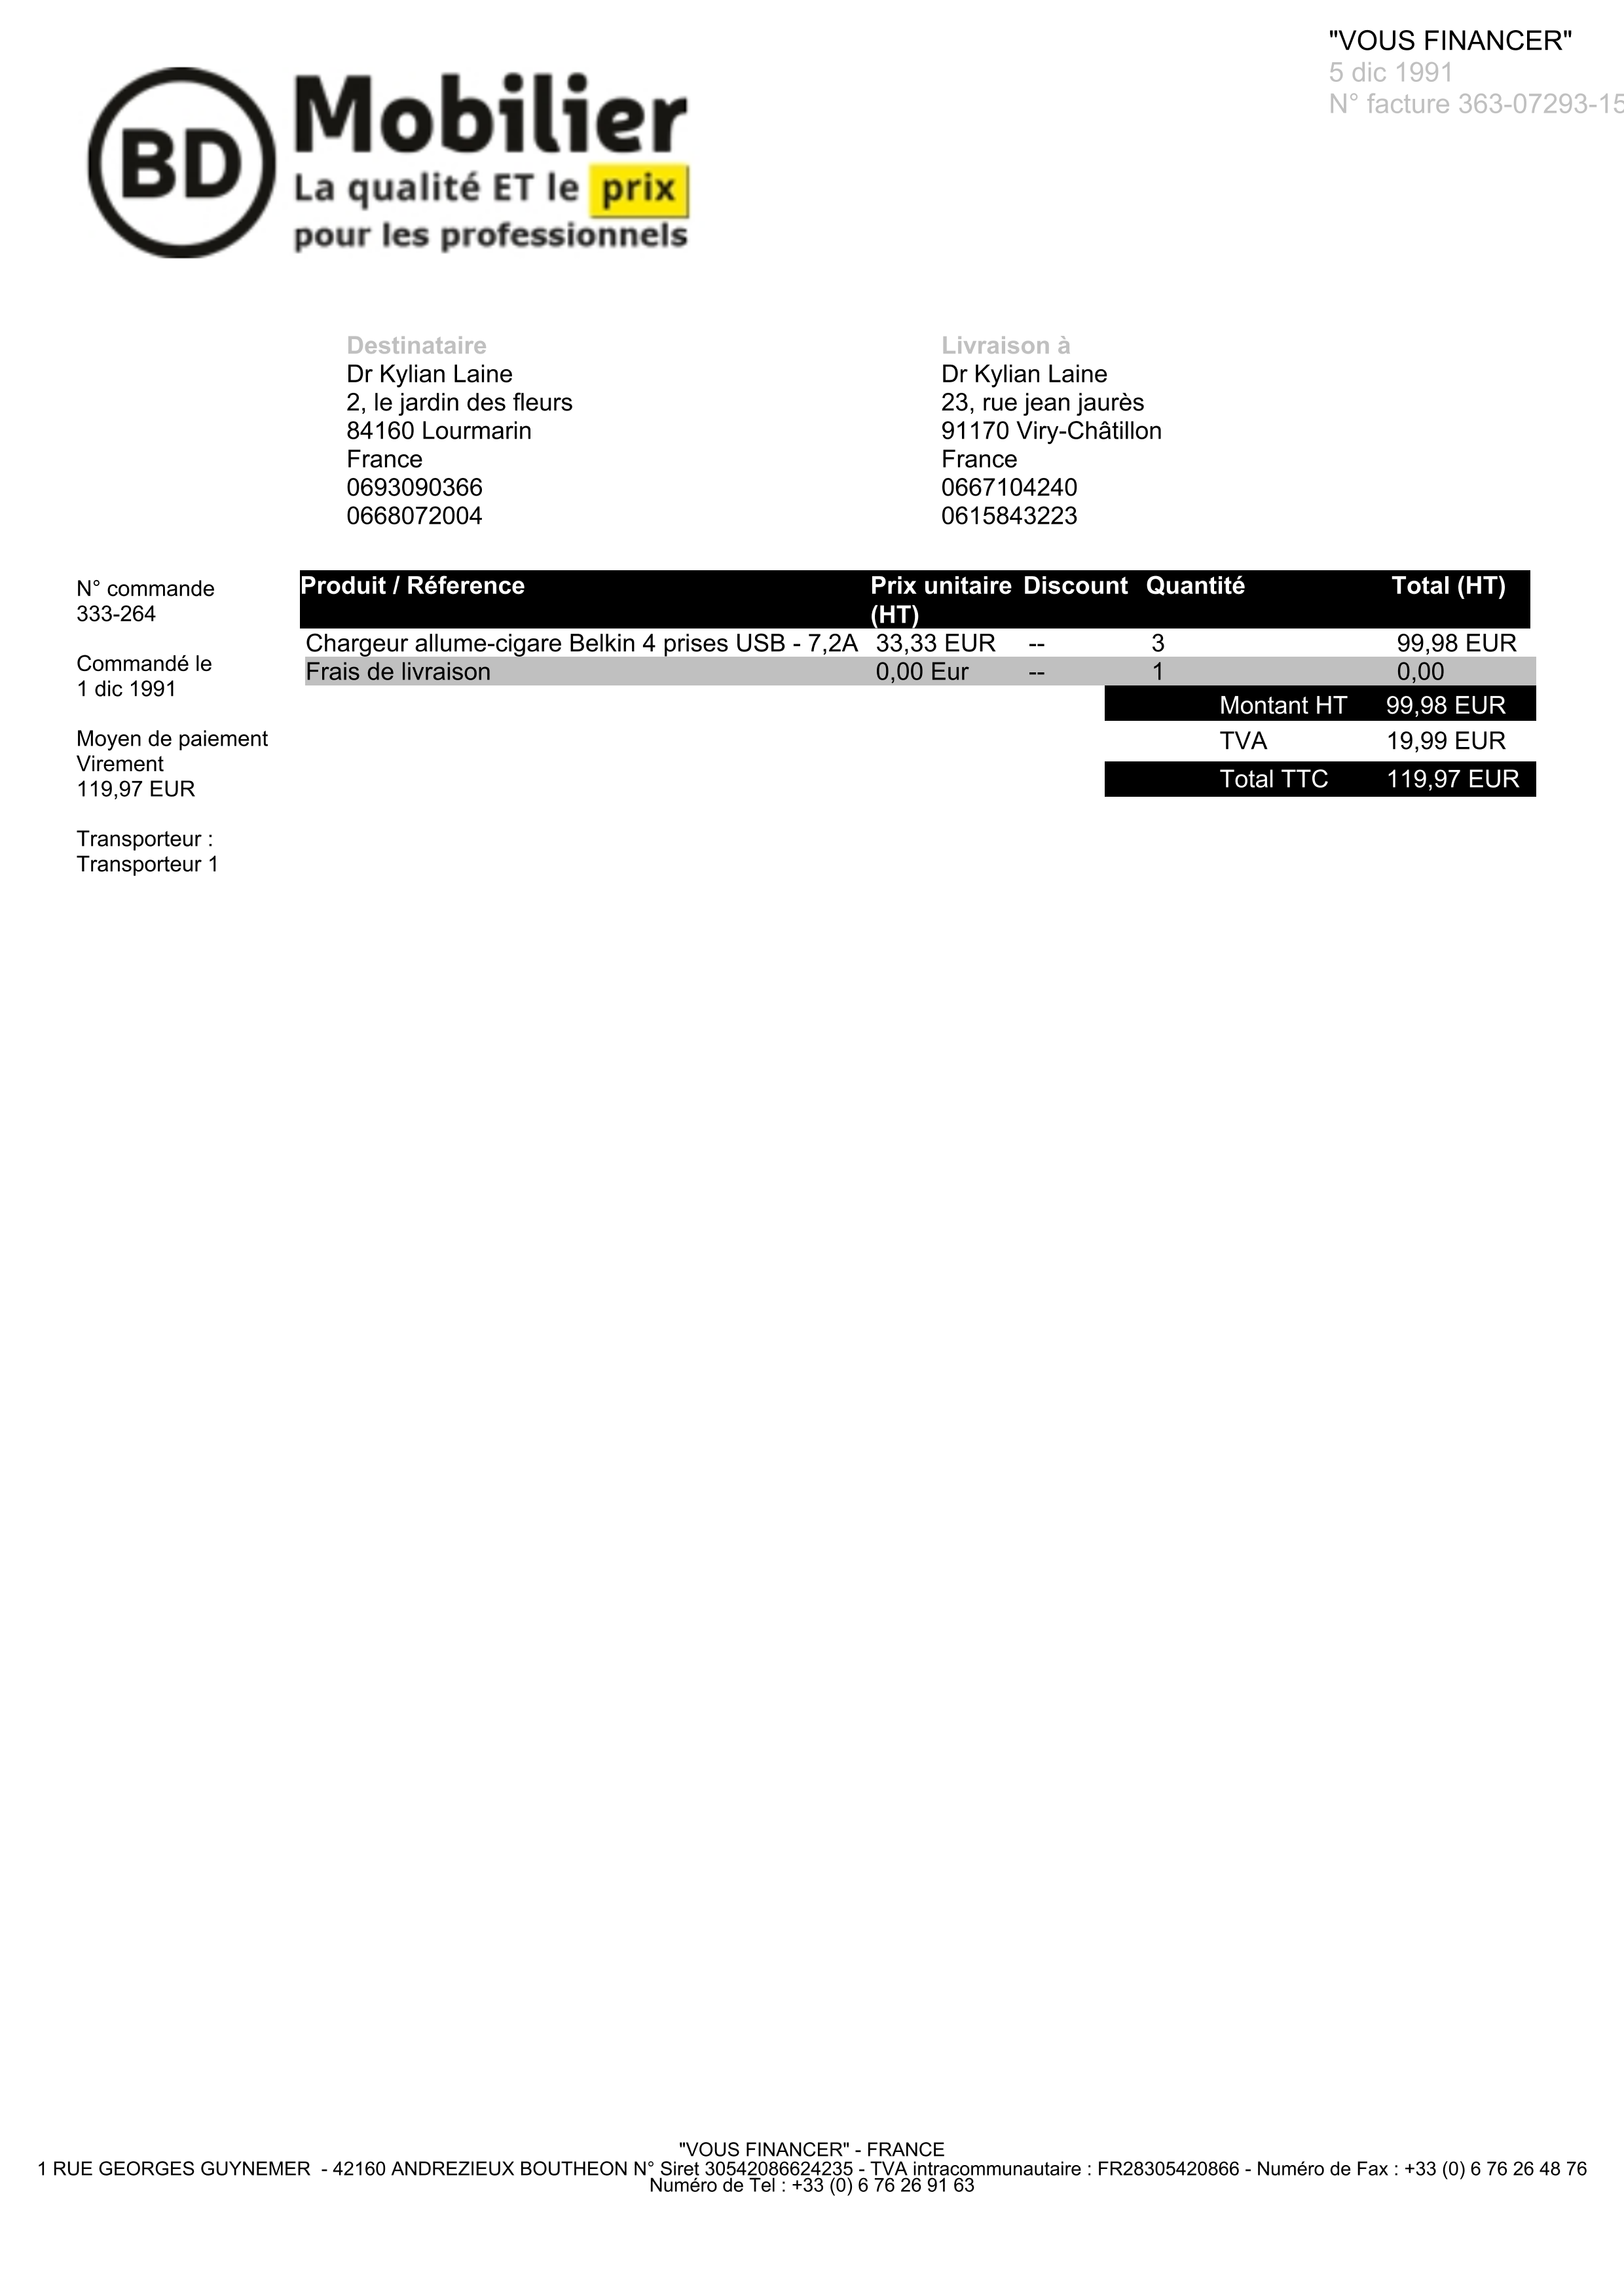 "VOUS FINANCER"
5 dic 1991
N° facture 363-07293-15
BD
Mobilier
La qualité ET le prix
pour les professionnels
Destinataire
Dr Kylian Laine
2, le jardin des fleurs
84160 Lourmarin
France
0693090366
0668072004
Livraison à
Dr Kylian Laine
23, rue jean jaurès
91170 Viry-Châtillon
France
0667104240
0615843223
N° commande
333-264
Commandé le
1 dic 1991
Moyen de paiement
Virement
119,97 EUR
Transporteur :
Transporteur 1
Produit / Réference Prix unitaire (HT) Discount Quantité Total (HT)
Chargeur allume-cigare Belkin 4 prises USB - 7,2A 33,33 EUR -- 3 99,98 EUR
Frais de livraison 0,00 Eur -- 1 0,00
Montant HT 99,98 EUR
TVA 19,99 EUR
Total TTC 119,97 EUR
"VOUS FINANCER" - FRANCE
1 RUE GEORGES GUYNEMER - 42160 ANDREZIEUX BOUTHEON N° Siret 30542086624235 - TVA intracommunautaire : FR28305420866 - Numéro de Fax : +33 (0) 6 76 26 48 76
Numéro de Tel : +33 (0) 6 76 26 91 63